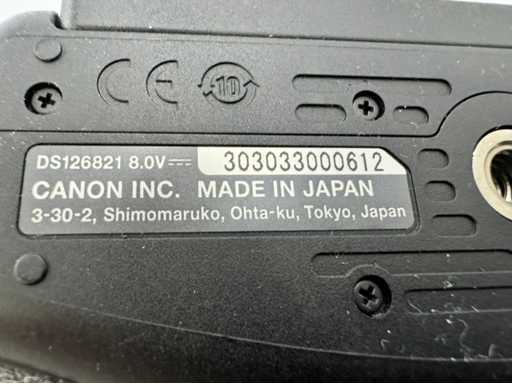 CE 10
DS126821 8.0V⎓ 303033000612
CANON INC. MADE IN JAPAN
3-30-2, Shimomaruko, Ohta-ku, Tokyo, Japan